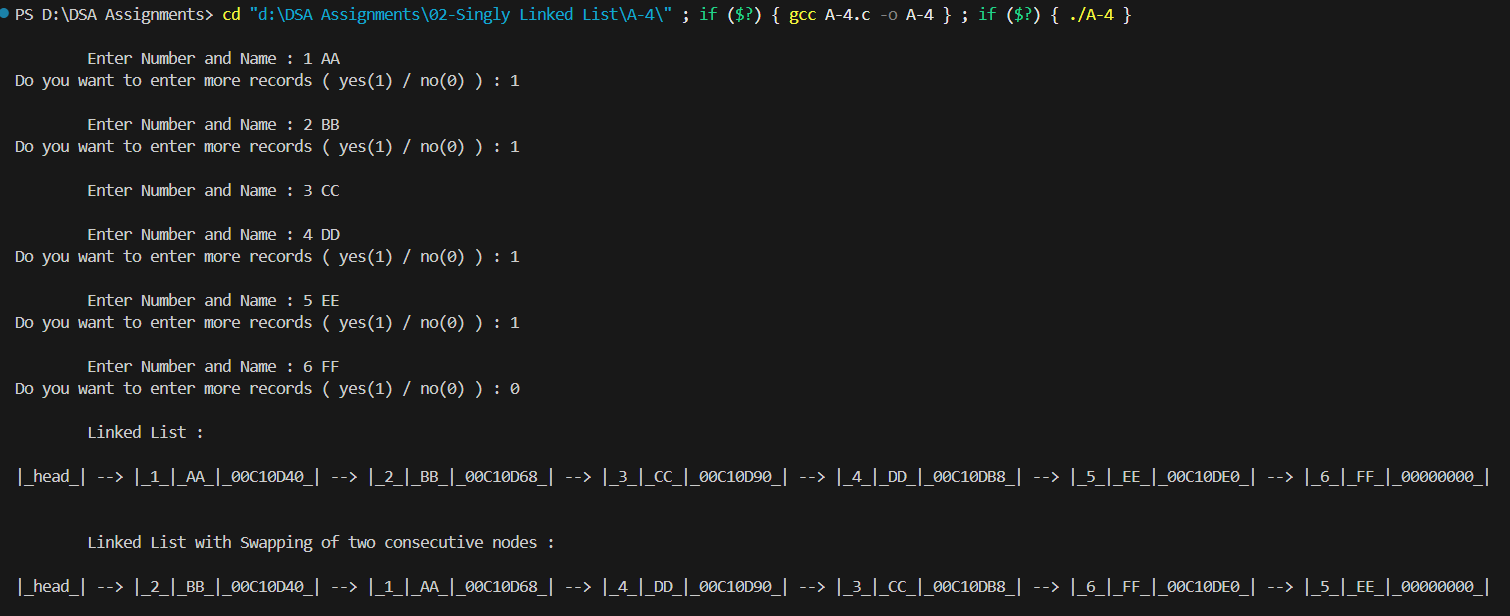 PS D:\DSA Assignments> cd "d:\DSA Assignments\02-Singly Linked List\A-4\" ; if ($?) { gcc A-4.c -o A-4 } ; if ($?) { ./A-4 }
Enter Number and Name : 1 AA
Do you want to enter more records ( yes(1) / no(0) ) : 1
Enter Number and Name : 2 BB
Do you want to enter more records ( yes(1) / no(0) ) : 1
Enter Number and Name : 3 CC
Enter Number and Name : 4 DD
Do you want to enter more records ( yes(1) / no(0) ) : 1
Enter Number and Name : 5 EE
Do you want to enter more records ( yes(1) / no(0) ) : 1
Enter Number and Name : 6 FF
Do you want to enter more records ( yes(1) / no(0) ) : 0
Linked List :
|_head_| --> |_1_|_AA_|_00C10D40_| --> |_2_|_BB_|_00C10D68_| --> |_3_|_CC_|_00C10D90_| --> |_4_|_DD_|_00C10DB8_| --> |_5_|_EE_|_00C10DE0_| --> |_6_|_FF_|_00000000_|
Linked List with Swapping of two consecutive nodes :
|_head_| --> |_2_|_BB_|_00C10D40_| --> |_1_|_AA_|_00C10D68_| --> |_4_|_DD_|_00C10D90_| --> |_3_|_CC_|_00C10DB8_| --> |_6_|_FF_|_00C10DE0_| --> |_5_|_EE_|_00000000_|